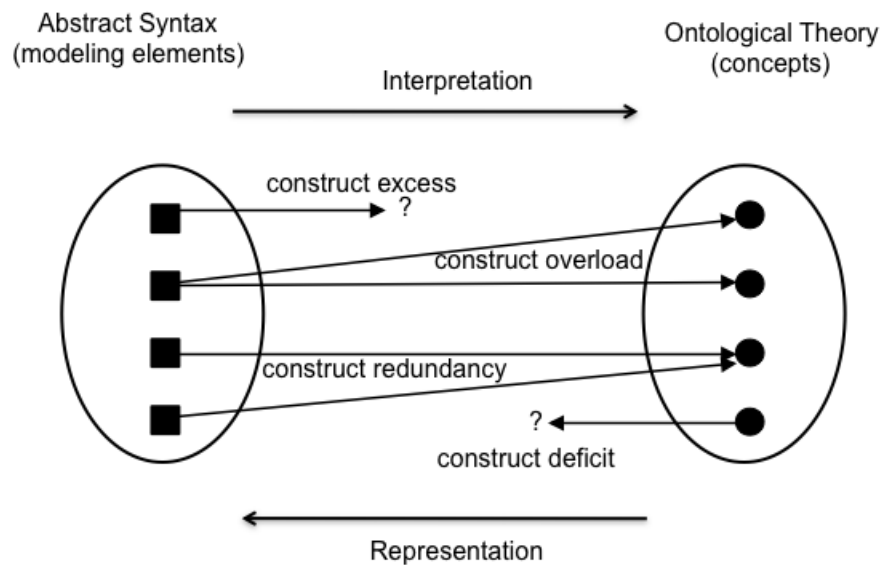 Abstract Syntax
(modeling elements)
Ontological Theory
(concepts)
Interpretation
construct excess
?
construct overload
construct redundancy
?
construct deficit
Representation